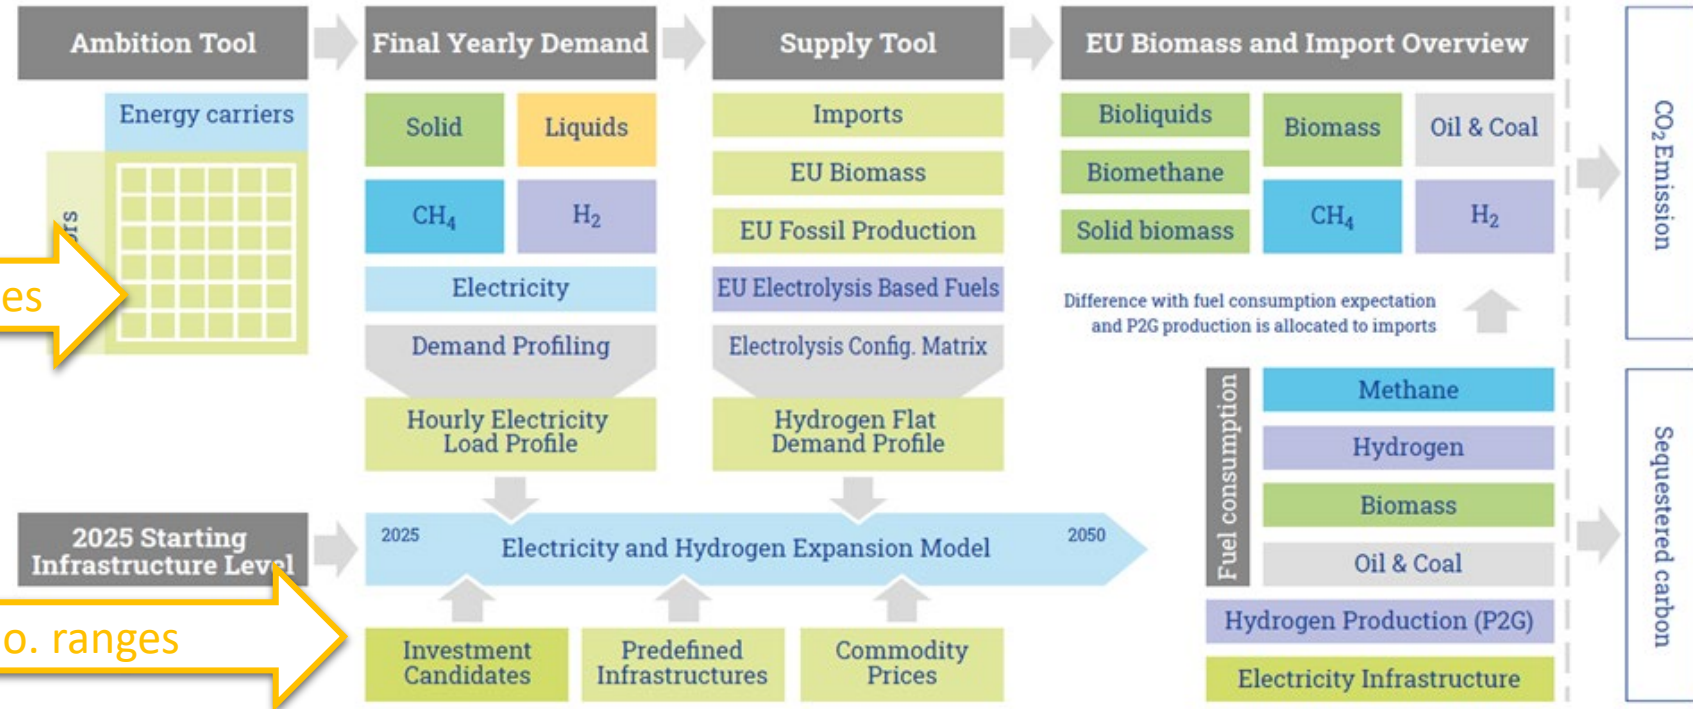 Ambition Tool
Final Yearly Demand
Supply Tool
EU Biomass and Import Overview
Energy carriers
ors
es
Solid
Liquids
CH₄
H₂
Electricity
Demand Profiling
Hourly Electricity
Load Profile
Imports
EU Biomass
EU Fossil Production
EU Electrolysis Based Fuels
Electrolysis Config. Matrix
Hydrogen Flat
Demand Profile
Bioliquids
Biomethane
Solid biomass
Biomass
Oil & Coal
CH₄
H₂
Difference with fuel consumption expectation
and P2G production is allocated to imports
CO₂ Emission
2025 Starting
Infrastructure Level
2025
Electricity and Hydrogen Expansion Model
2050
o. ranges
Investment
Candidates
Predefined
Infrastructures
Commodity
Prices
Fuel consumption
Methane
Hydrogen
Biomass
Oil & Coal
Hydrogen Production (P2G)
Electricity Infrastructure
Sequestered carbon